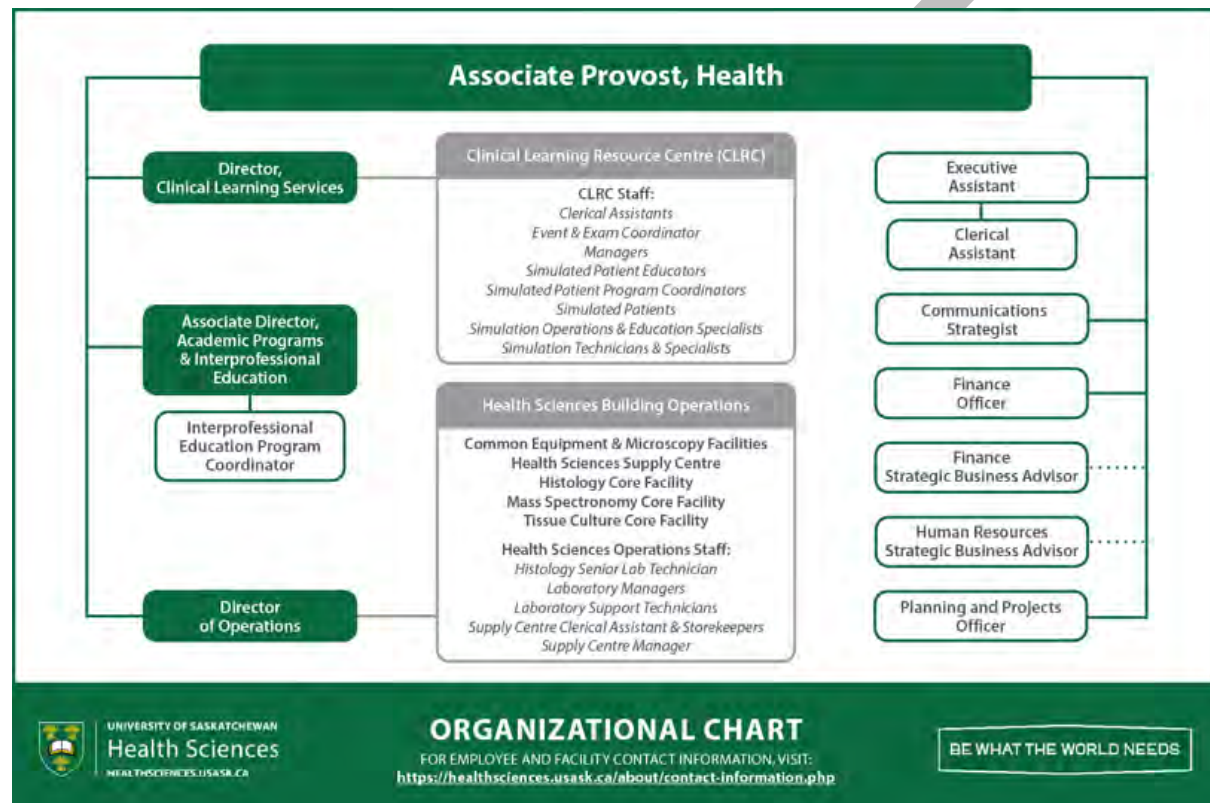 Associate Provost, Health
Director,
Clinical Learning Services
Associate Director,
Academic Programs
& Interprofessional
Education
Interprofessional
Education Program
Coordinator
Director
of Operations
Clinical Learning Resource Centre (CLRC)
CLRC Staff:
Clerical Assistants
Event & Exam Coordinator
Managers
Simulated Patient Educators
Simulated Patient Program Coordinators
Simulated Patients
Simulation Operations & Education Specialists
Simulation Technicians & Specialists
Health Sciences Building Operations
Common Equipment & Microscopy Facilities
Health Sciences Supply Centre
Histology Core Facility
Mass Spectronomy Core Facility
Tissue Culture Core Facility
Health Sciences Operations Staff:
Histology Senior Lab Technician
Laboratory Managers
Laboratory Support Technicians
Supply Centre Clerical Assistant & Storekeepers
Supply Centre Manager
Executive
Assistant
Clerical
Assistant
Communications
Strategist
Finance
Officer
Finance
Strategic Business Advisor
Human Resources
Strategic Business Advisor
Planning and Projects
Officer
UNIVERSITY OF SASKATCHEWAN
Health Sciences
HEALTHSCIENCES.USASK.CA
ORGANIZATIONAL CHART
FOR EMPLOYEE AND FACILITY CONTACT INFORMATION, VISIT:
https://healthsciences.usask.ca/about/contact-information.php
BE WHAT THE WORLD NEEDS